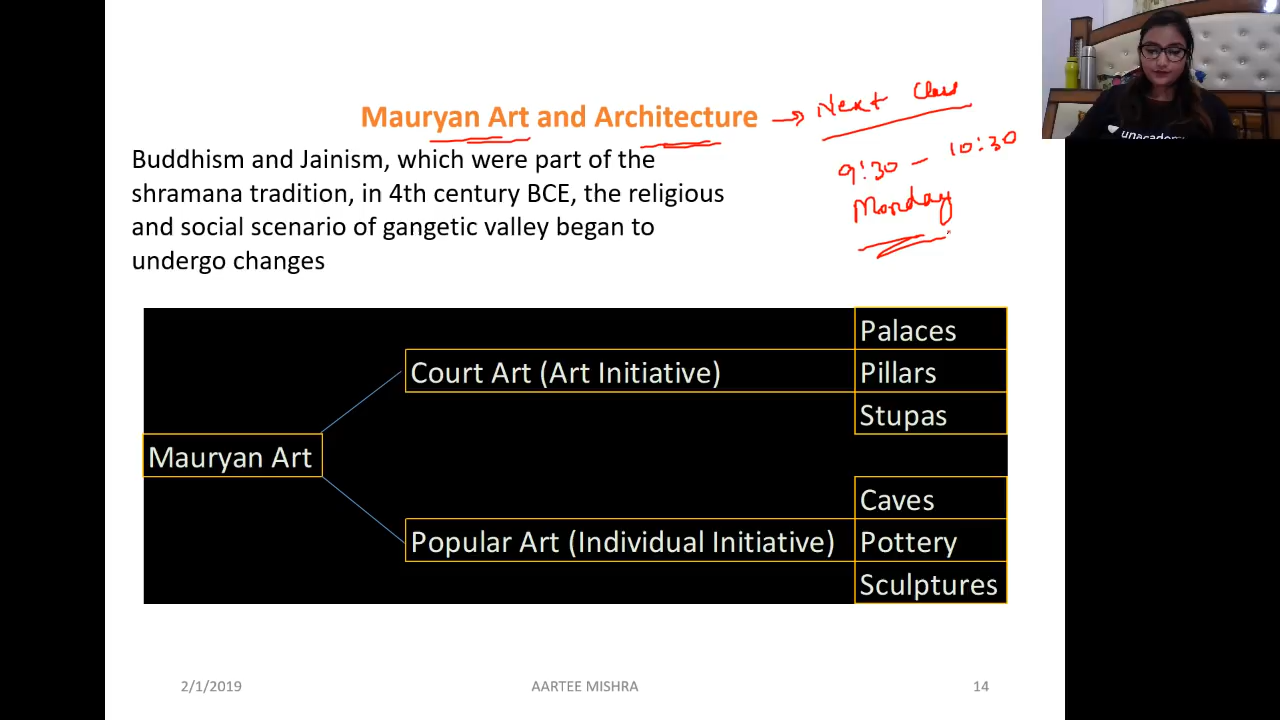 Mauryan Art and Architecture → Next Class
9:30 - 10:30
Monday
Buddhism and Jainism, which were part of the
shramana tradition, in 4th century BCE, the religious
and social scenario of gangetic valley began to
undergo changes
Mauryan Art
Court Art (Art Initiative)
Palaces
Pillars
Stupas
Popular Art (Individual Initiative)
Caves
Pottery
Sculptures
2/1/2019
AARTEE MISHRA
14
unacademy